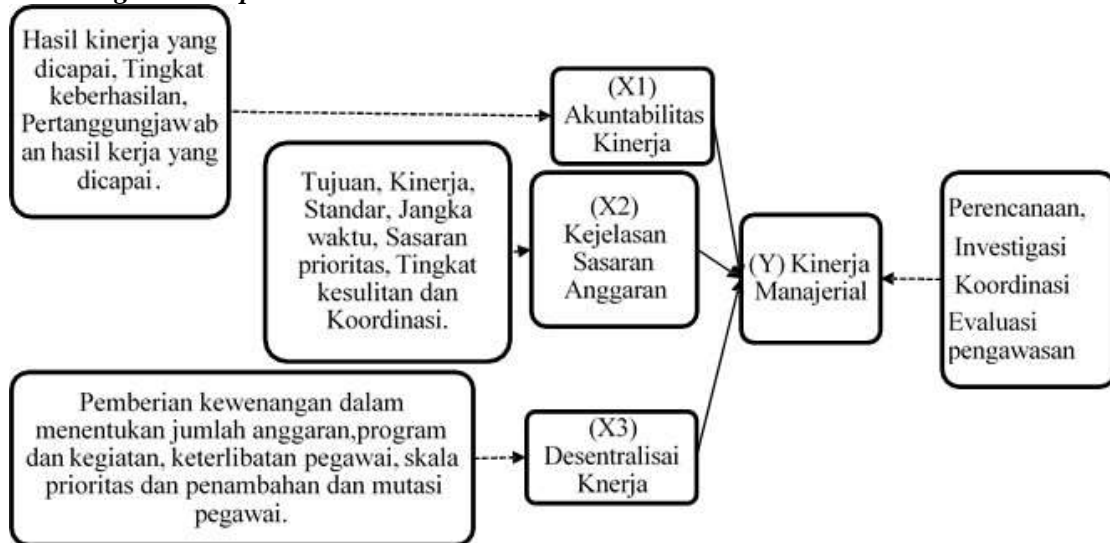 Hasil kinerja yang
dicapai, Tingkat
keberhasilan,
Pertanggungjawab
an hasil kerja yang
dicapai.
(X1)
Akuntabilitas
Kinerja
Tujuan, Kinerja,
Standar, Jangka
waktu, Sasaran
prioritas, Tingkat
kesulitan dan
Koordinasi.
(X2)
Kejelasan
Sasaran
Anggaran
(Y) Kinerja
Manajerial
Perencanaan,
Investigasi
Koordinasi
Evaluasi
pengawasan
Pemberian kewenangan dalam
menentukan jumlah anggaran,program
dan kegiatan, keterlibatan pegawai, skala
prioritas dan penambahan dan mutasi
pegawai.
(X3)
Desentralisai
Knerja